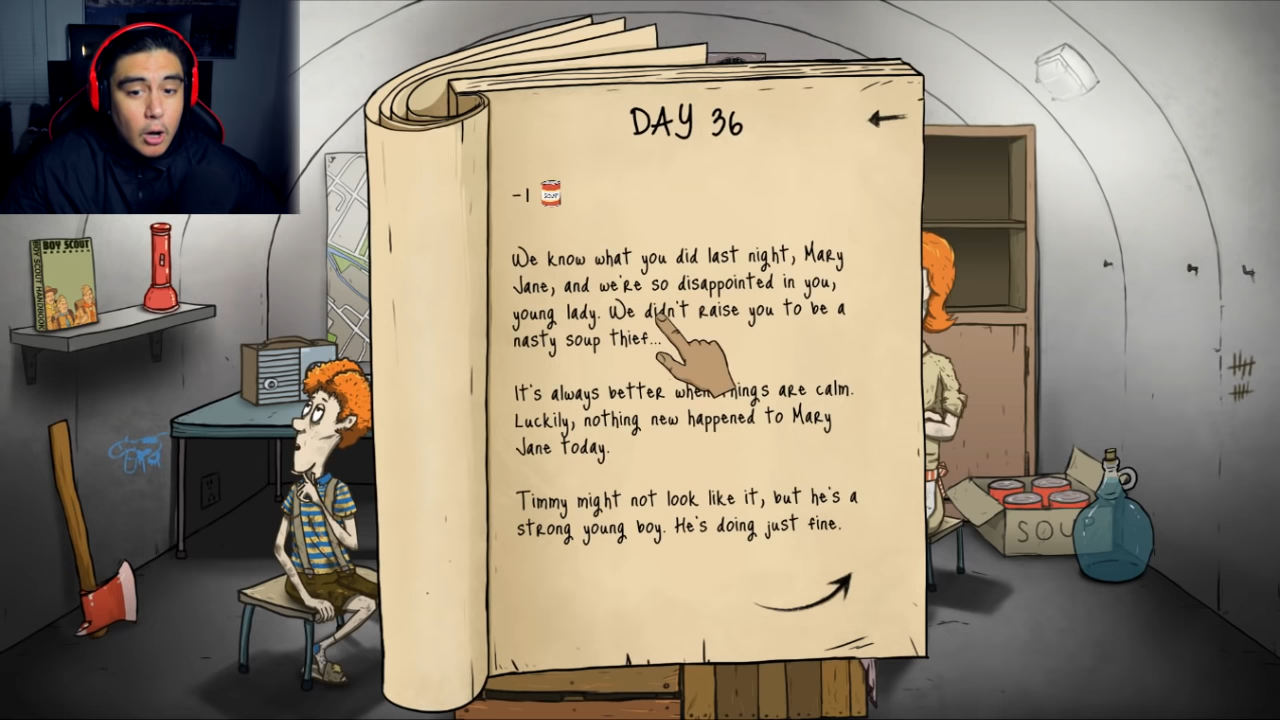 DAY 36
-1
SOUP
We know what you did last night, Mary
Jane, and we're so disappointed in you,
young lady. We didn't raise you to be a
nasty soup thief...
It's always better when things are calm.
Luckily, nothing new happened to Mary
Jane today.
Timmy might not look like it, but he's a
strong young boy. He's doing just fine.
BOY SCOUT
BOY SCOUT HANDBOOK
SOUP